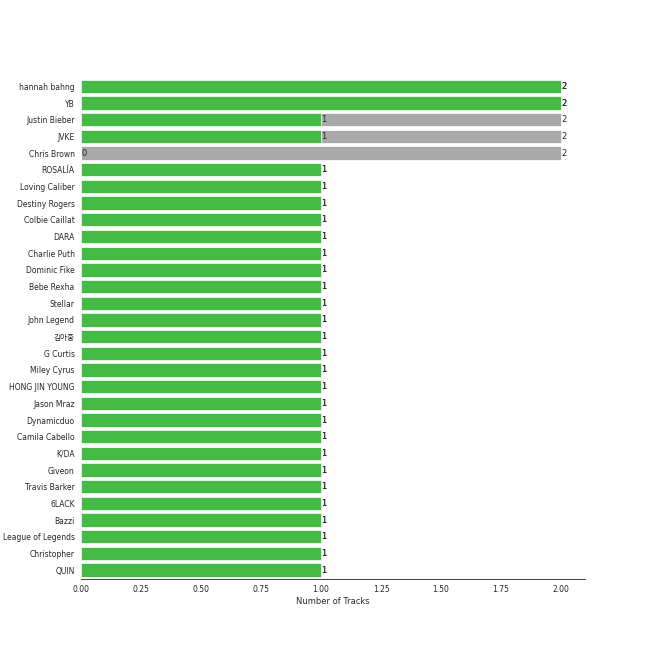 hannah bahng 2
YB 2
Justin Bieber 1 2
JVKE 1 2
Chris Brown 0 2
ROSALÍA 1
Loving Caliber 1
Destiny Rogers 1
Colbie Caillat 1
DARA 1
Charlie Puth 1
Dominic Fike 1
Bebe Rexha 1
Stellar 1
John Legend 1
김아중 1
G Curtis 1
Miley Cyrus 1
HONG JIN YOUNG 1
Jason Mraz 1
Dynamicduo 1
Camila Cabello 1
K/DA 1
Giveon 1
Travis Barker 1
6LACK 1
Bazzi 1
League of Legends 1
Christopher 1
QUIN 1
0.00 0.25 0.50 0.75 1.00 1.25 1.50 1.75 2.00
Number of Tracks